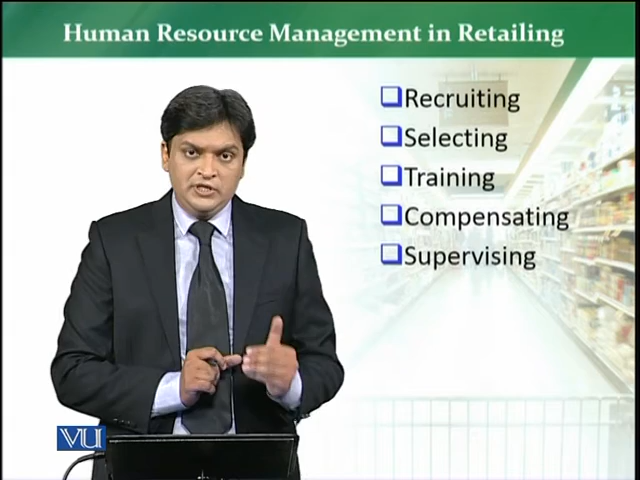 Human Resource Management in Retailing
Recruiting
Selecting
Training
Compensating
Supervising
VU